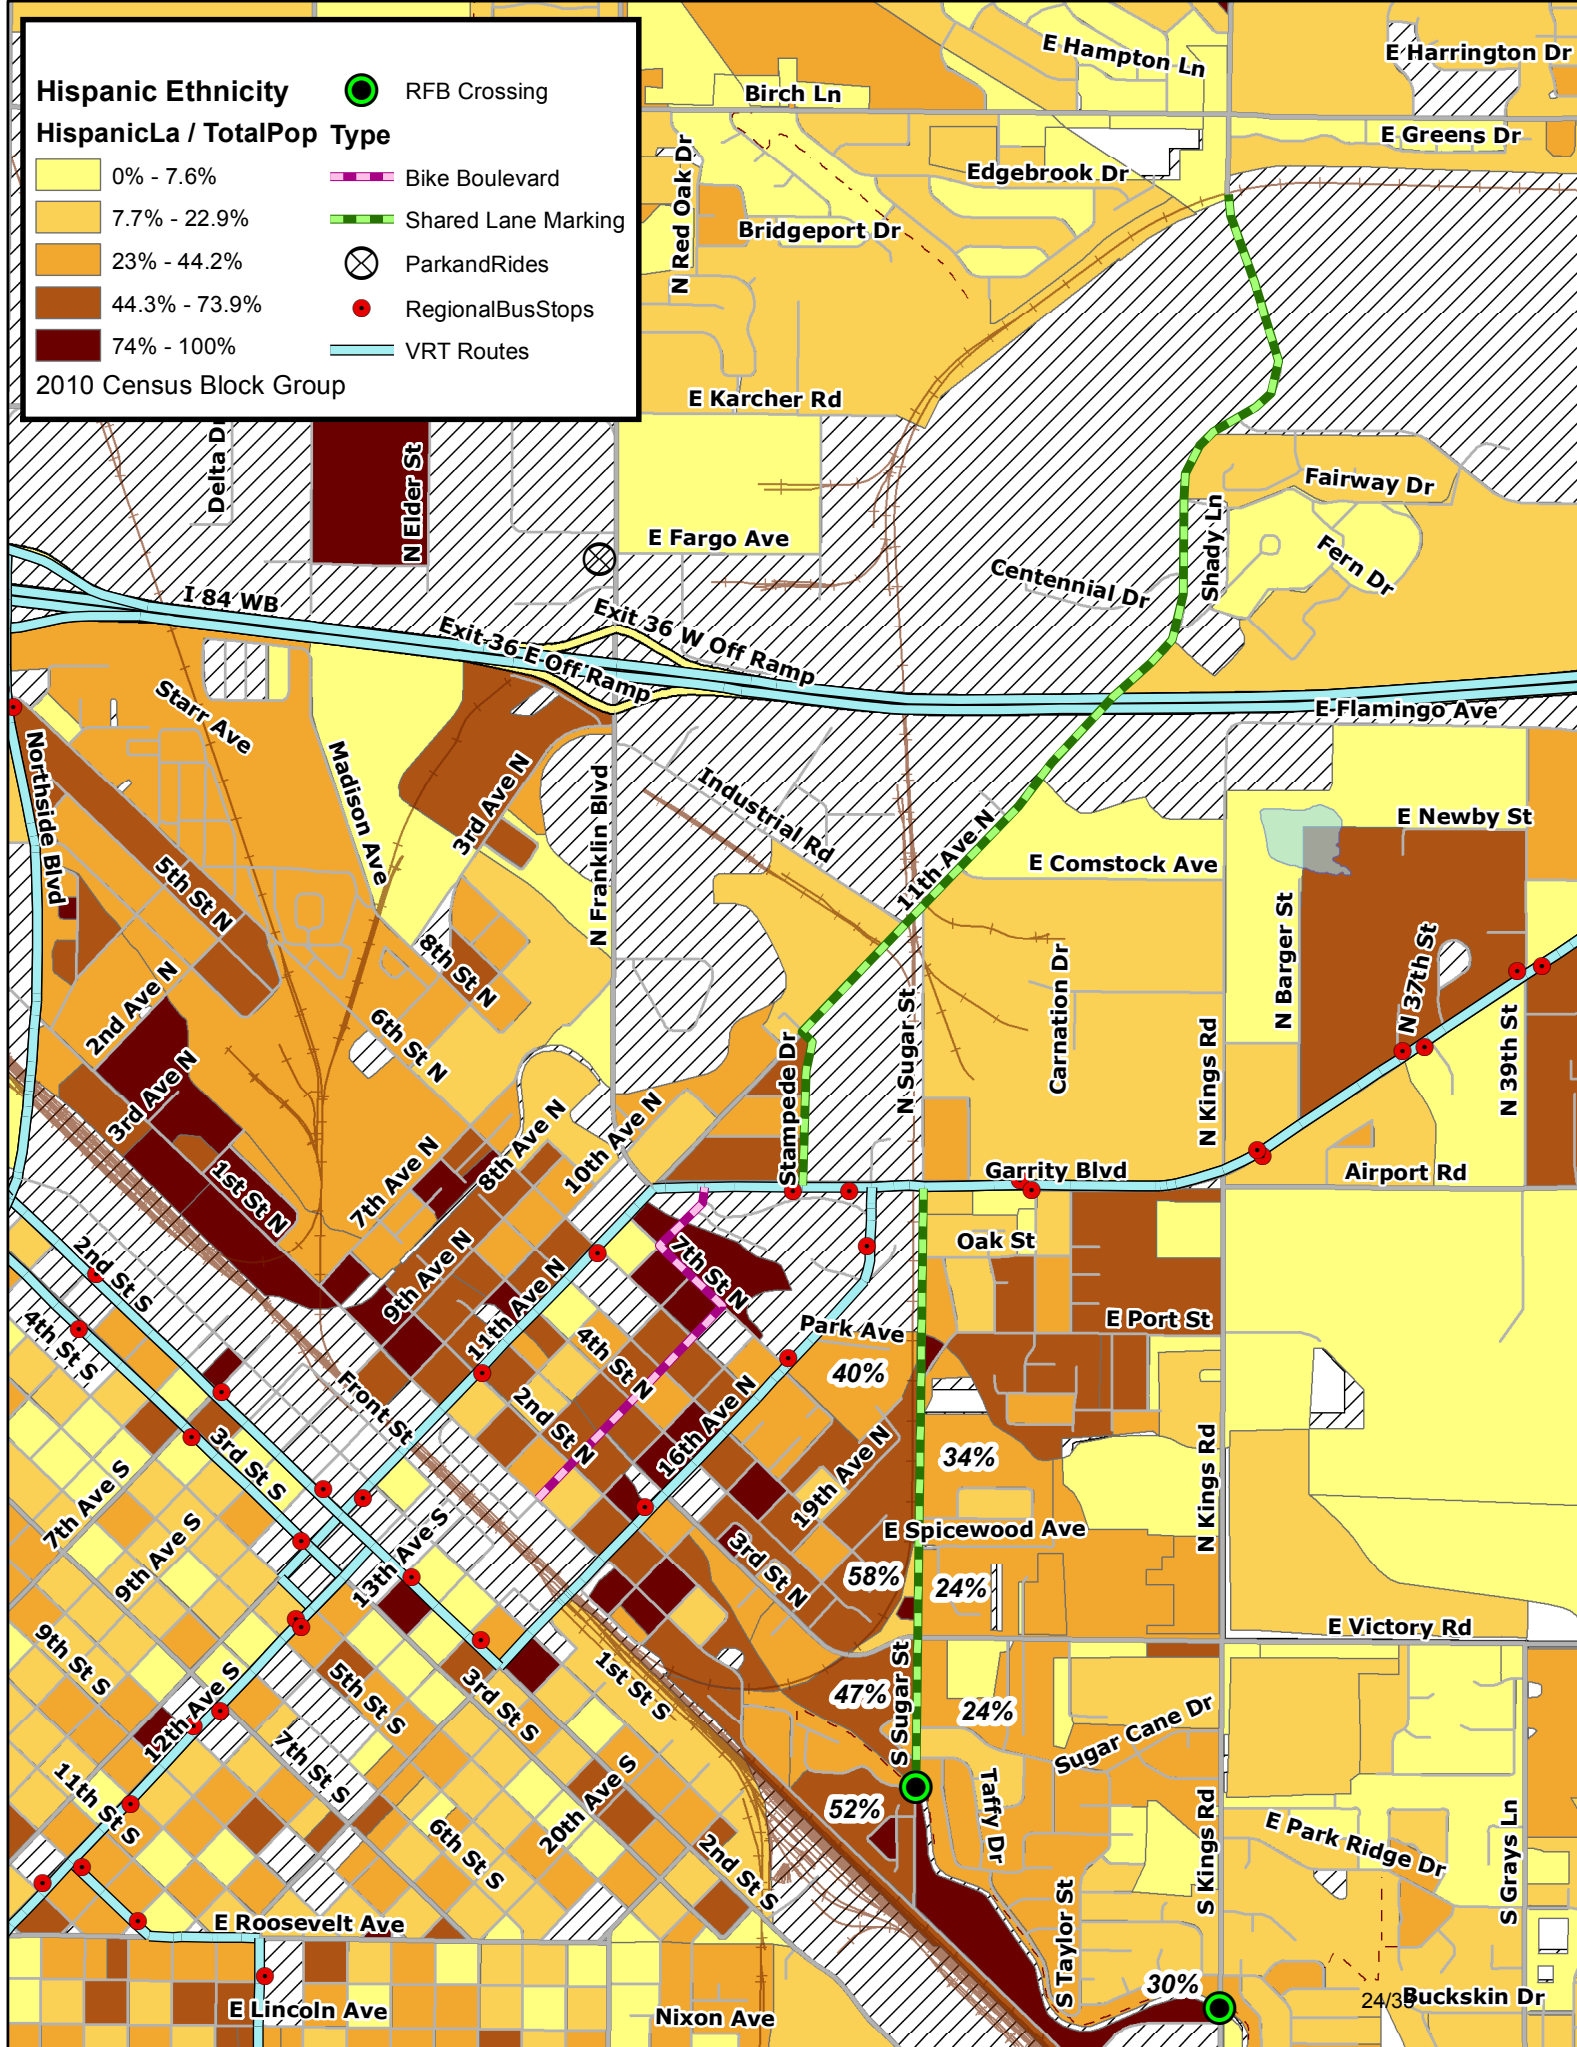 Hispanic Ethnicity
HispanicLa / TotalPop
0% - 7.6%
7.7% - 22.9%
23% - 44.2%
44.3% - 73.9%
74% - 100%
2010 Census Block Group
RFB Crossing
Type
Bike Boulevard
Shared Lane Marking
ParkandRides
RegionalBusStops
VRT Routes
E Hampton Ln
E Harrington Dr
Birch Ln
E Greens Dr
N Red Oak Dr
Edgebrook Dr
Bridgeport Dr
E Karcher Rd
Delta Dr
N Elder St
Fairway Dr
E Fargo Ave
Shady Ln
Fern Dr
Centennial Dr
I 84 WB
Exit 36 W Off Ramp
Exit 36 E Off Ramp
E Flamingo Ave
Starr Ave
Northside Blvd
Madison Ave
3rd Ave N
N Franklin Blvd
Industrial Rd
11th Ave N
E Newby St
E Comstock Ave
5th St N
8th St N
N Barger St
N 37th St
2nd Ave N
6th St N
Stampede Dr
N Sugar St
Carnation Dr
N Kings Rd
N 39th St
3rd Ave N
1st St N
7th Ave N
8th Ave N
10th Ave N
Garrity Blvd
Airport Rd
2nd St S
9th Ave N
11th Ave N
7th St N
Oak St
4th St S
4th St N
Park Ave
E Port St
40%
Front St
2nd St N
16th Ave N
19th Ave N
34%
N Kings Rd
7th Ave S
3rd St S
9th Ave S
13th Ave S
3rd St N
E Spicewood Ave
58%
24%
E Victory Rd
9th St S
12th Ave S
5th St S
3rd St S
1st St S
47%
S Sugar St
24%
Sugar Cane Dr
11th St S
7th St S
6th St S
20th Ave S
2nd St S
52%
Taffy Dr
S Kings Rd
E Park Ridge Dr
S Grays Ln
E Roosevelt Ave
S Taylor St
30%
E Lincoln Ave
Nixon Ave
24/35
Buckskin Dr